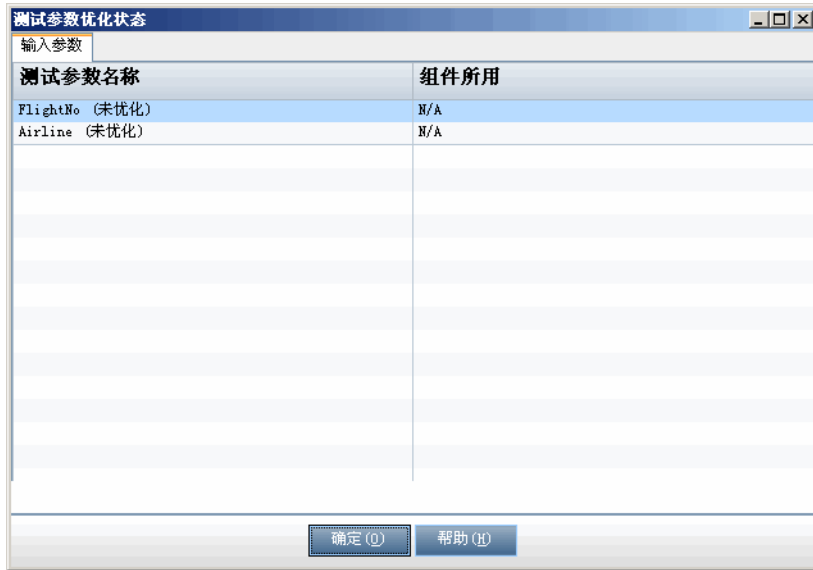 测试参数优化状态
输入参数
测试参数名称 组件所用
FlightNo (未优化) N/A
Airline (未优化) N/A
确定(O) 帮助(H)